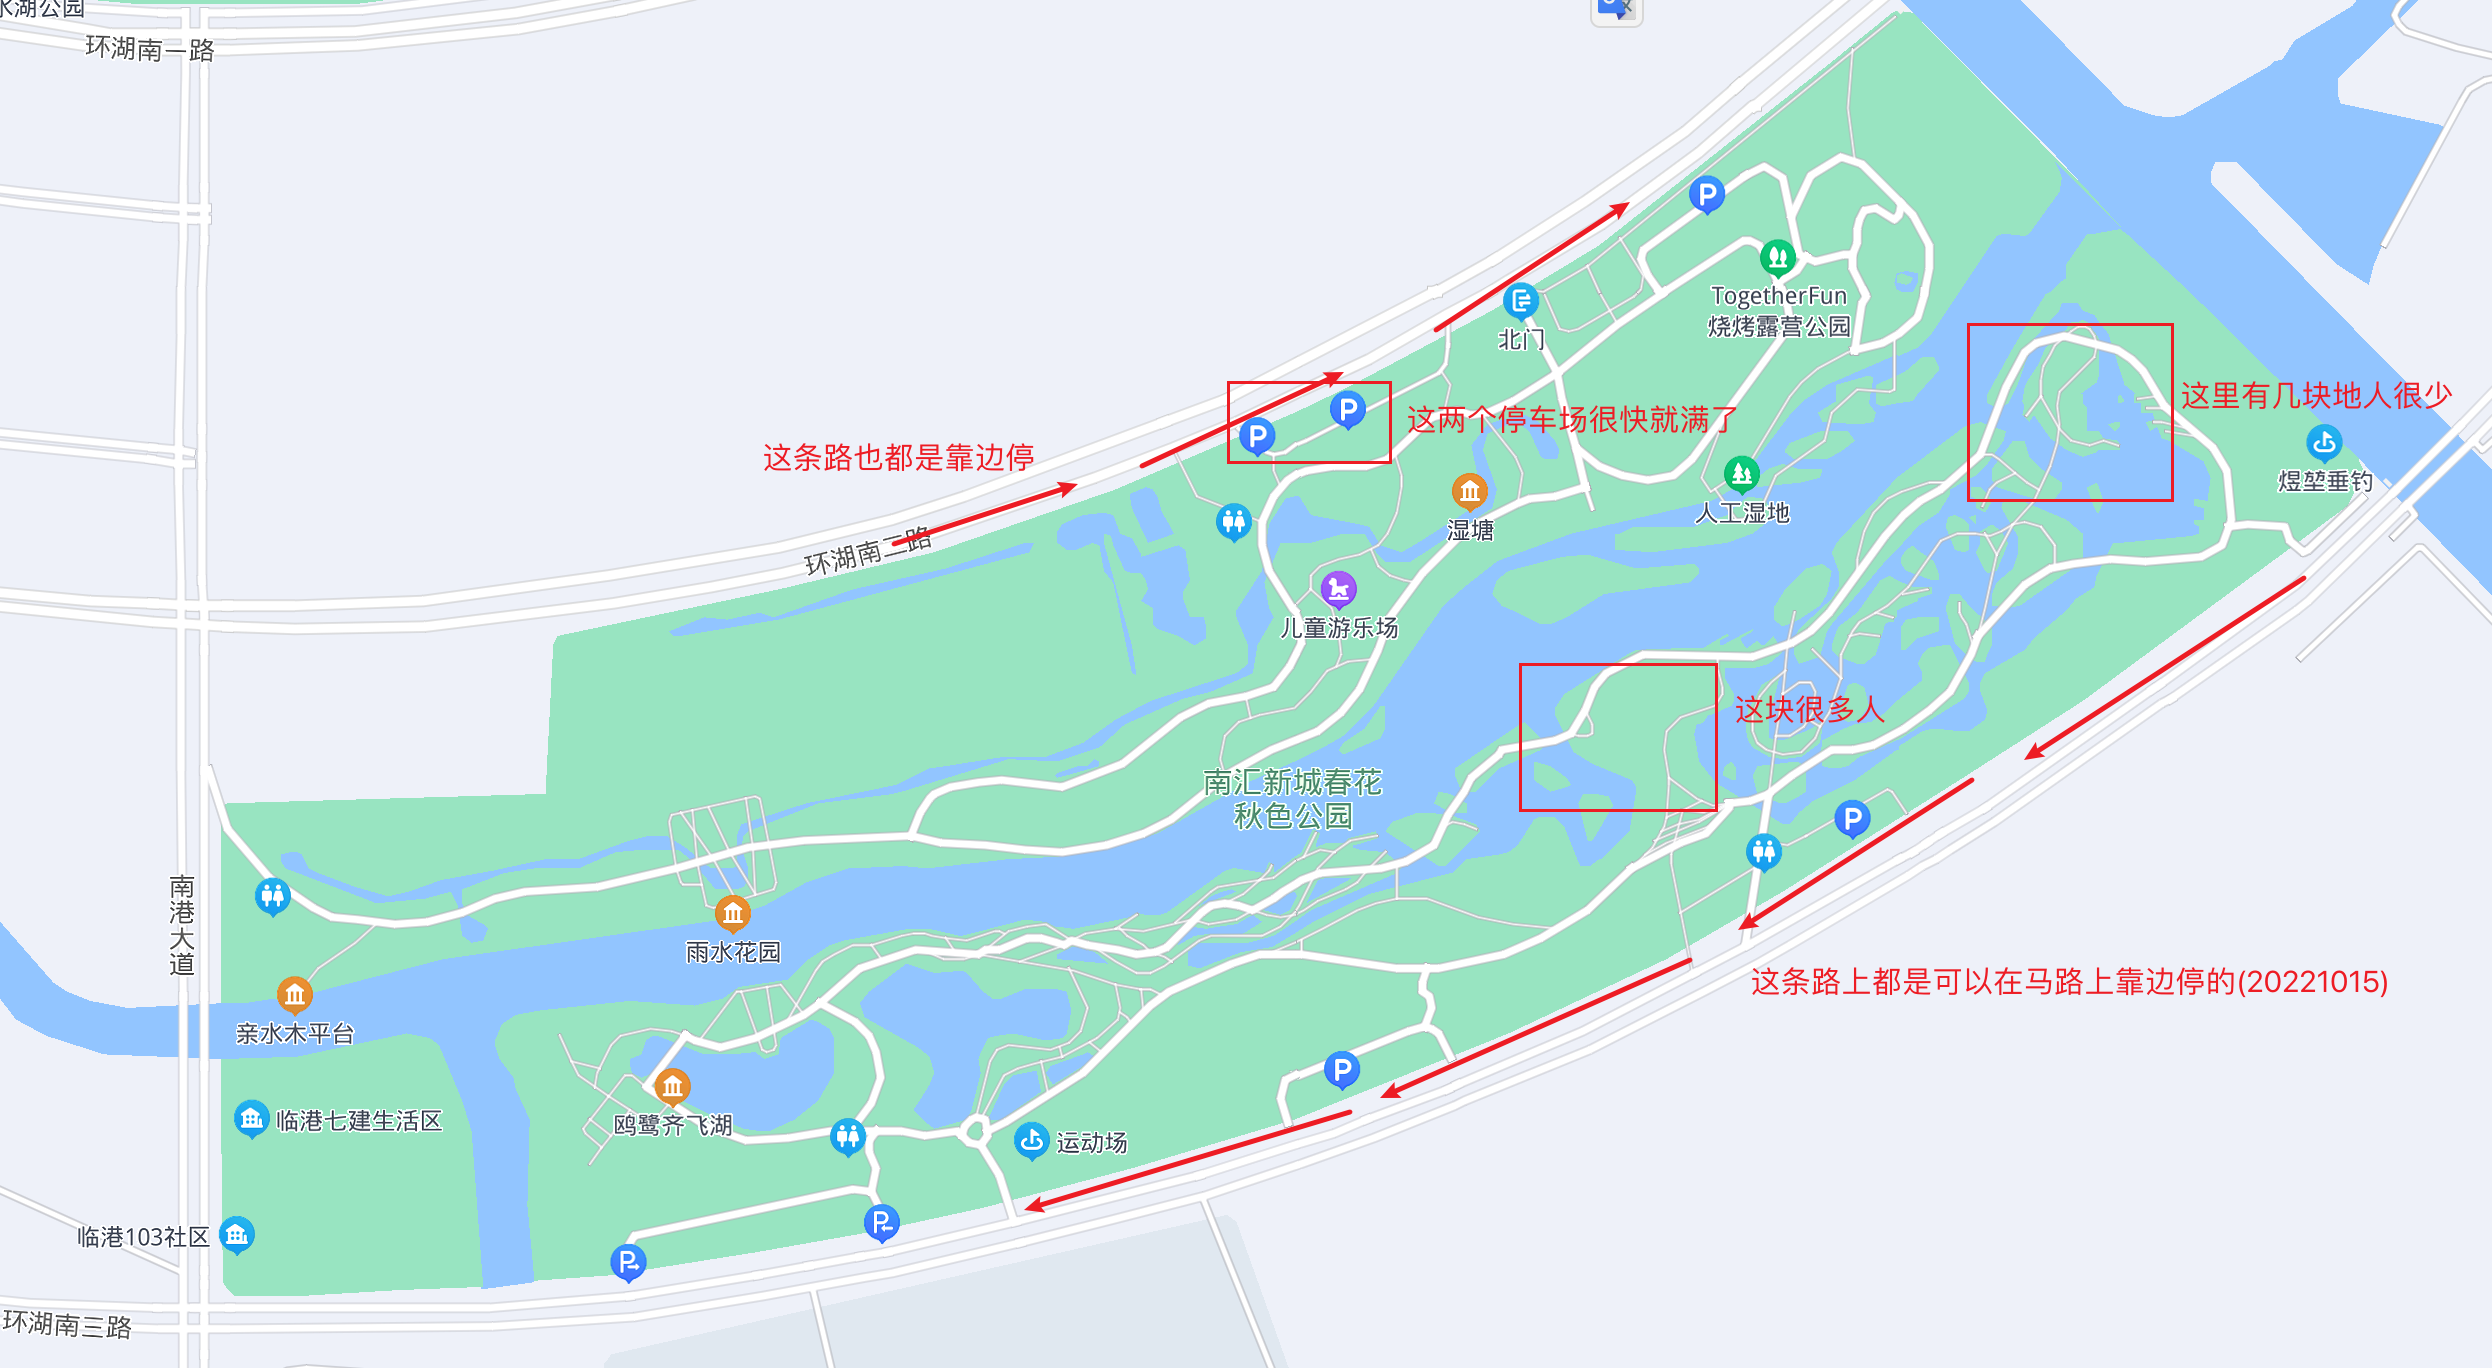 水湖公园
环湖南一路
TogetherFun
烧烤露营公园
北门
这里有几块地人很少
这两个停车场很快就满了
这条路也都是靠边停
煜堃垂钓
人工湿地
湿塘
环湖南二路
儿童游乐场
这块很多人
南汇新城春花
秋色公园
南港大道
雨水花园
这条路上都是可以在马路上靠边停的(20221015)
亲水木平台
临港七建生活区
鸥鹭齐飞湖
运动场
临港103社区
环湖南三路